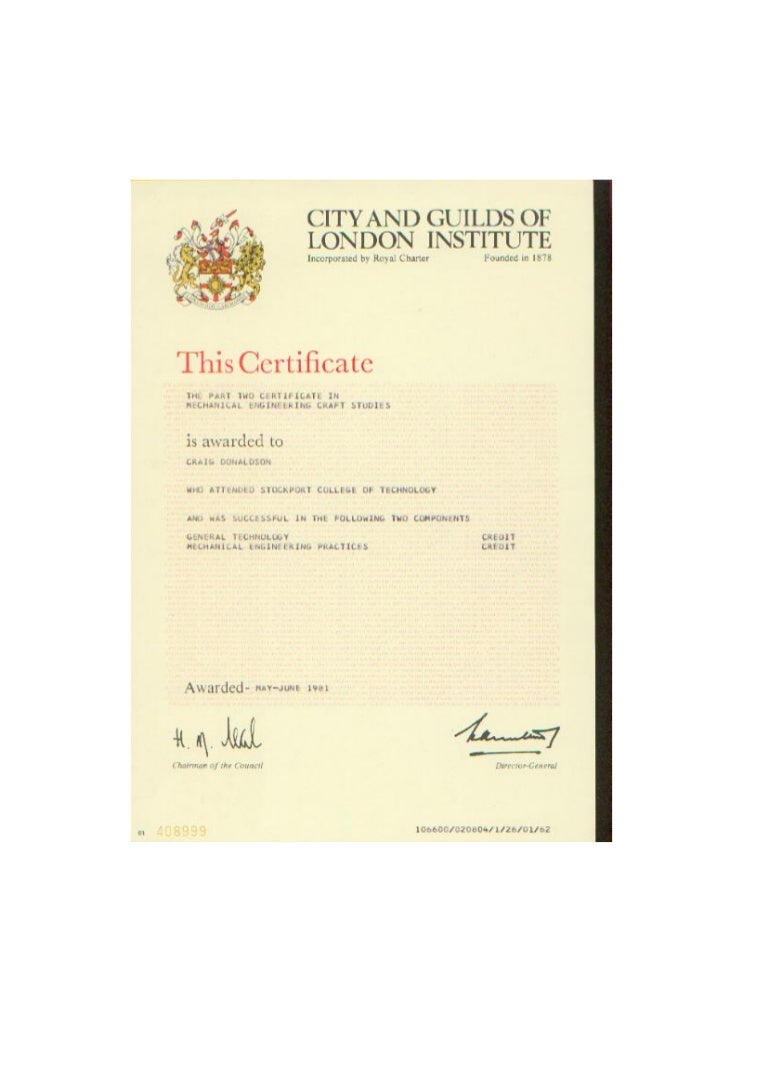 CITY AND GUILDS OF
LONDON INSTITUTE
Incorporated by Royal Charter Founded in 1878
This Certificate
THE PART TWO CERTIFICATE IN
MECHANICAL ENGINEERING CRAFT STUDIES
is awarded to
CRAIG DONALDSON
WHO ATTENDED STOCKPORT COLLEGE OF TECHNOLOGY
AND WAS SUCCESSFUL IN THE FOLLOWING TWO COMPONENTS
GENERAL TECHNOLOGY CREDIT
MECHANICAL ENGINEERING PRACTICES CREDIT
Awarded- MAY-JUNE 1981
H. M. Neal
Chairman of the Council Director-General
01 408999 106600/020804/1/26/01/62